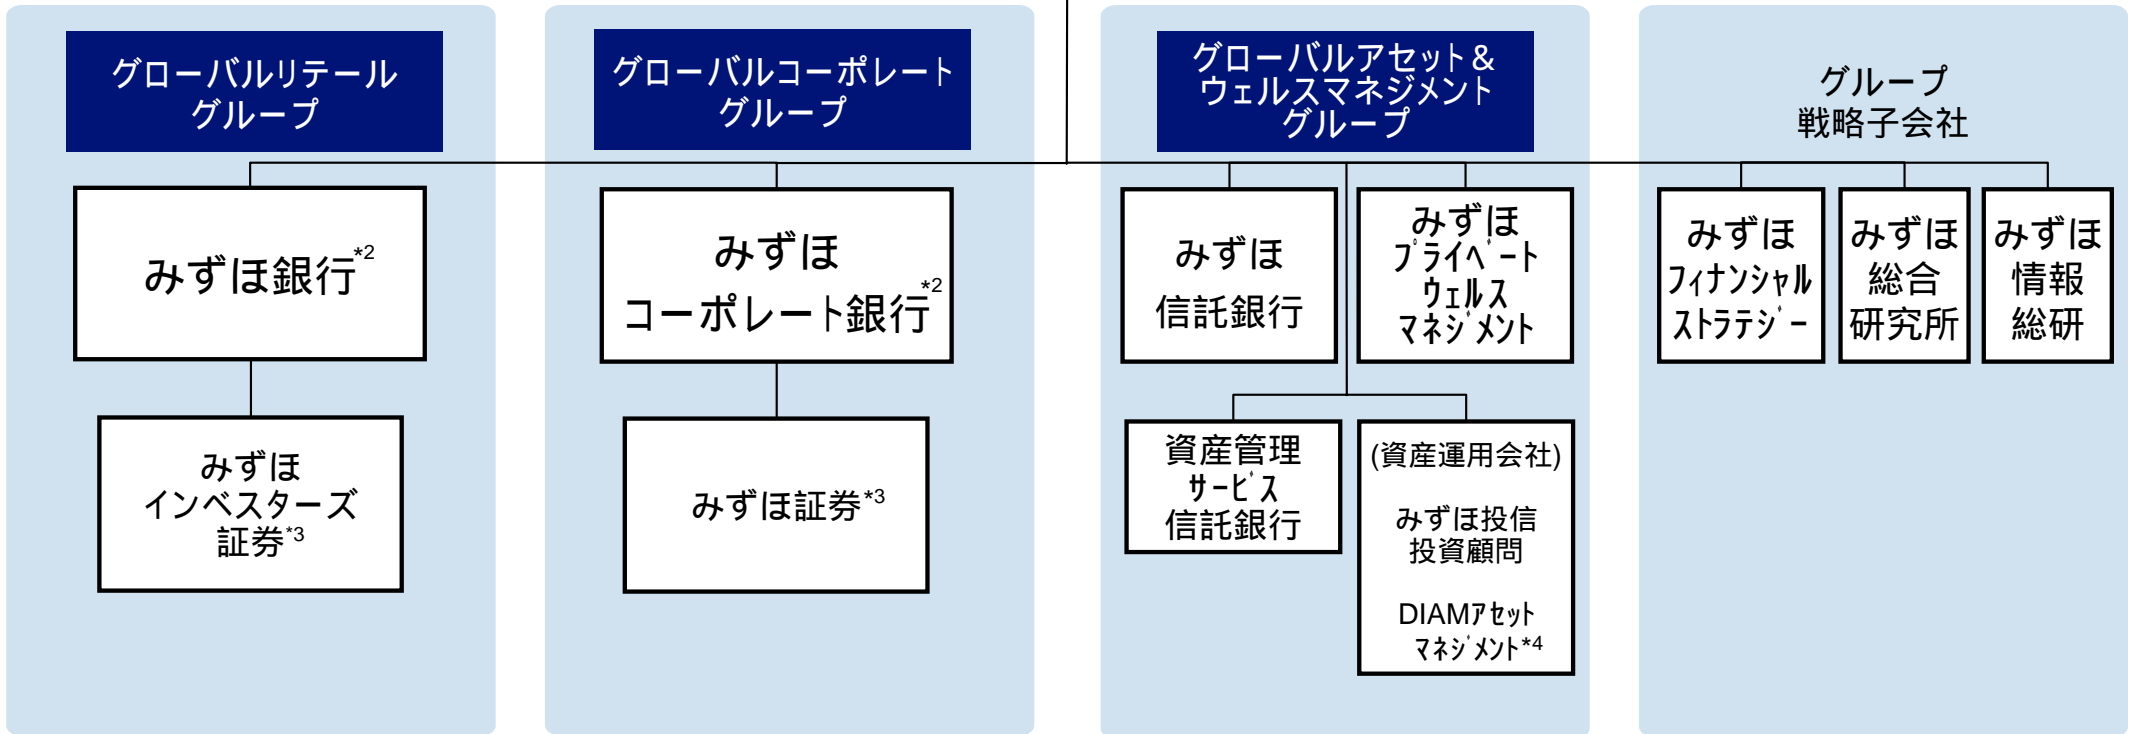 グローバルリテール
グループ
みずほ銀行*2
みずほ
インベスターズ
証券*3
グローバルコーポレート
グループ
みずほ
コーポレート銀行*2
みずほ証券*3
グローバルアセット&
ウェルスマネジメント
グループ
みずほ
信託銀行
みずほ
プライベート
ウェルス
マネジメント
資産管理
サービス
信託銀行
(資産運用会社)
みずほ投信
投資顧問
DIAMアセット
マネジメント*4
グループ
戦略子会社
みずほ
フィナンシャル
ストラテジー
みずほ
総合
研究所
みずほ
情報
総研